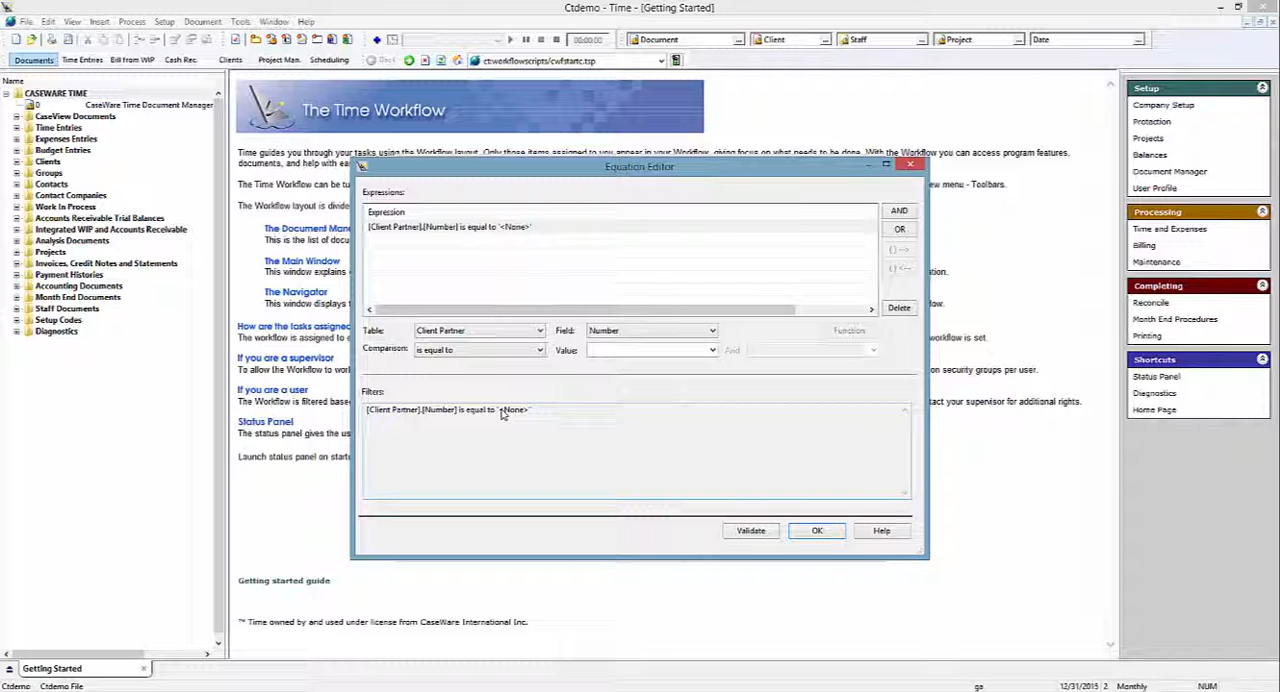 Ctdemo - Time - [Getting Started]
File Edit View Insert Process Setup Document Tools Window Help
00:00:00 Document ... Client ... Staff ... Project ... Date ...
Documents Time Entries Bill from WIP Cash Rec. Clients Project Man. Scheduling Back ct:workflowscripts/cwfstartc.tsp
Name
CASEWARE TIME
0 CaseWare Time Document Manager
CaseView Documents
Time Entries
Expenses Entries
Budget Entries
Clients
Groups
Contacts
Contact Companies
Work In Process
Accounts Receivable Trial Balances
Integrated WIP and Accounts Receivable
Analysis Documents
Projects
Invoices, Credit Notes and Statements
Payment Histories
Accounting Documents
Month End Documents
Staff Documents
Setup Codes
Diagnostics
The Time Workflow
Time guides you through your tasks using the Workflow layout. Only those items assigned to you appear in your Workflow, giving focus on what needs to be done. With the Workflow you can access program features,
documents, and help with eas
The Time Workflow can be tu
new menu - Toolbars.
The Workflow layout is divide
The Document Man
This is the list of docu
The Main Window
This window explains
ation.
The Navigator
This window displays t
dow.
How are the tasks assigned
The workflow is assigned to e
workflow is set.
If you are a supervisor
To allow the Workflow to wor
on security groups per user.
If you are a user
The Workflow is filtered base
ntact your supervisor for additional rights.
Status Panel
The status panel gives the us
Launch status panel on start
Getting started guide
™ Time owned by and used under license from CaseWare International Inc.
Equation Editor
Expressions:
Expression
[Client Partner].[Number] is equal to '<None>'
AND
OR
( ) -->
( ) <--
Delete
Table: Client Partner Field: Number Function
Comparison: is equal to Value: And
Filters:
[Client Partner].[Number] is equal to '<None>'
Validate OK Help
Setup
Company Setup
Protection
Projects
Balances
Document Manager
User Profile
Processing
Time and Expenses
Billing
Maintenance
Completing
Reconcile
Month End Procedures
Printing
Shortcuts
Status Panel
Diagnostics
Home Page
Getting Started
Ctdemo Ctdemo File ga 12/31/2015 2 Monthly NUM